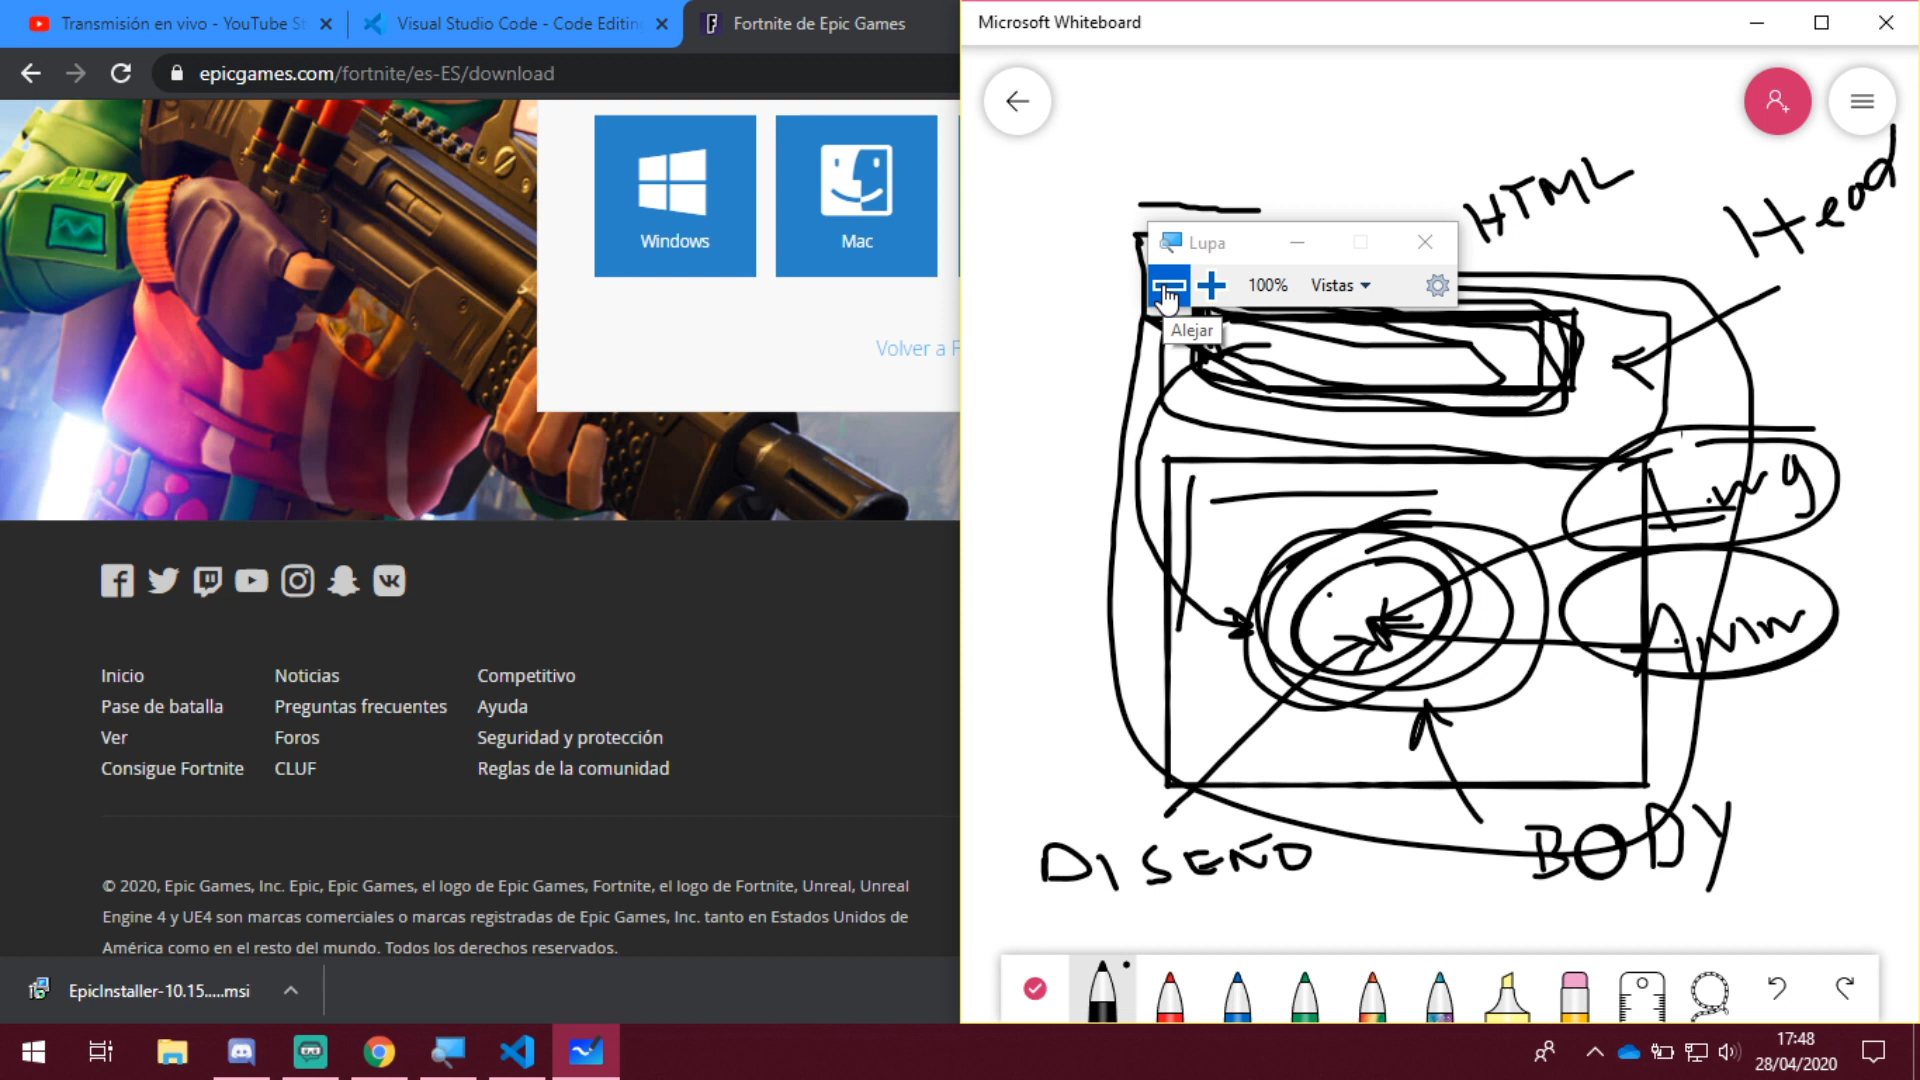 Transmisión en vivo - YouTube St
Visual Studio Code - Code Editin
Fortnite de Epic Games
epicgames.com/fortnite/es-ES/download
Windows
Mac
Volver a F
Inicio
Noticias
Competitivo
Pase de batalla
Preguntas frecuentes
Ayuda
Ver
Foros
Seguridad y protección
Consigue Fortnite
CLUF
Reglas de la comunidad
© 2020, Epic Games, Inc. Epic, Epic Games, el logo de Epic Games, Fortnite, el logo de Fortnite, Unreal, Unreal
Engine 4 y UE4 son marcas comerciales o marcas registradas de Epic Games, Inc. tanto en Estados Unidos de
América como en el resto del mundo. Todos los derechos reservados.
EpicInstaller-10.15.....msi
Microsoft Whiteboard
HTML
Head
Lupa
100%
Vistas
Alejar
DISEÑO
BODY
17:48
28/04/2020